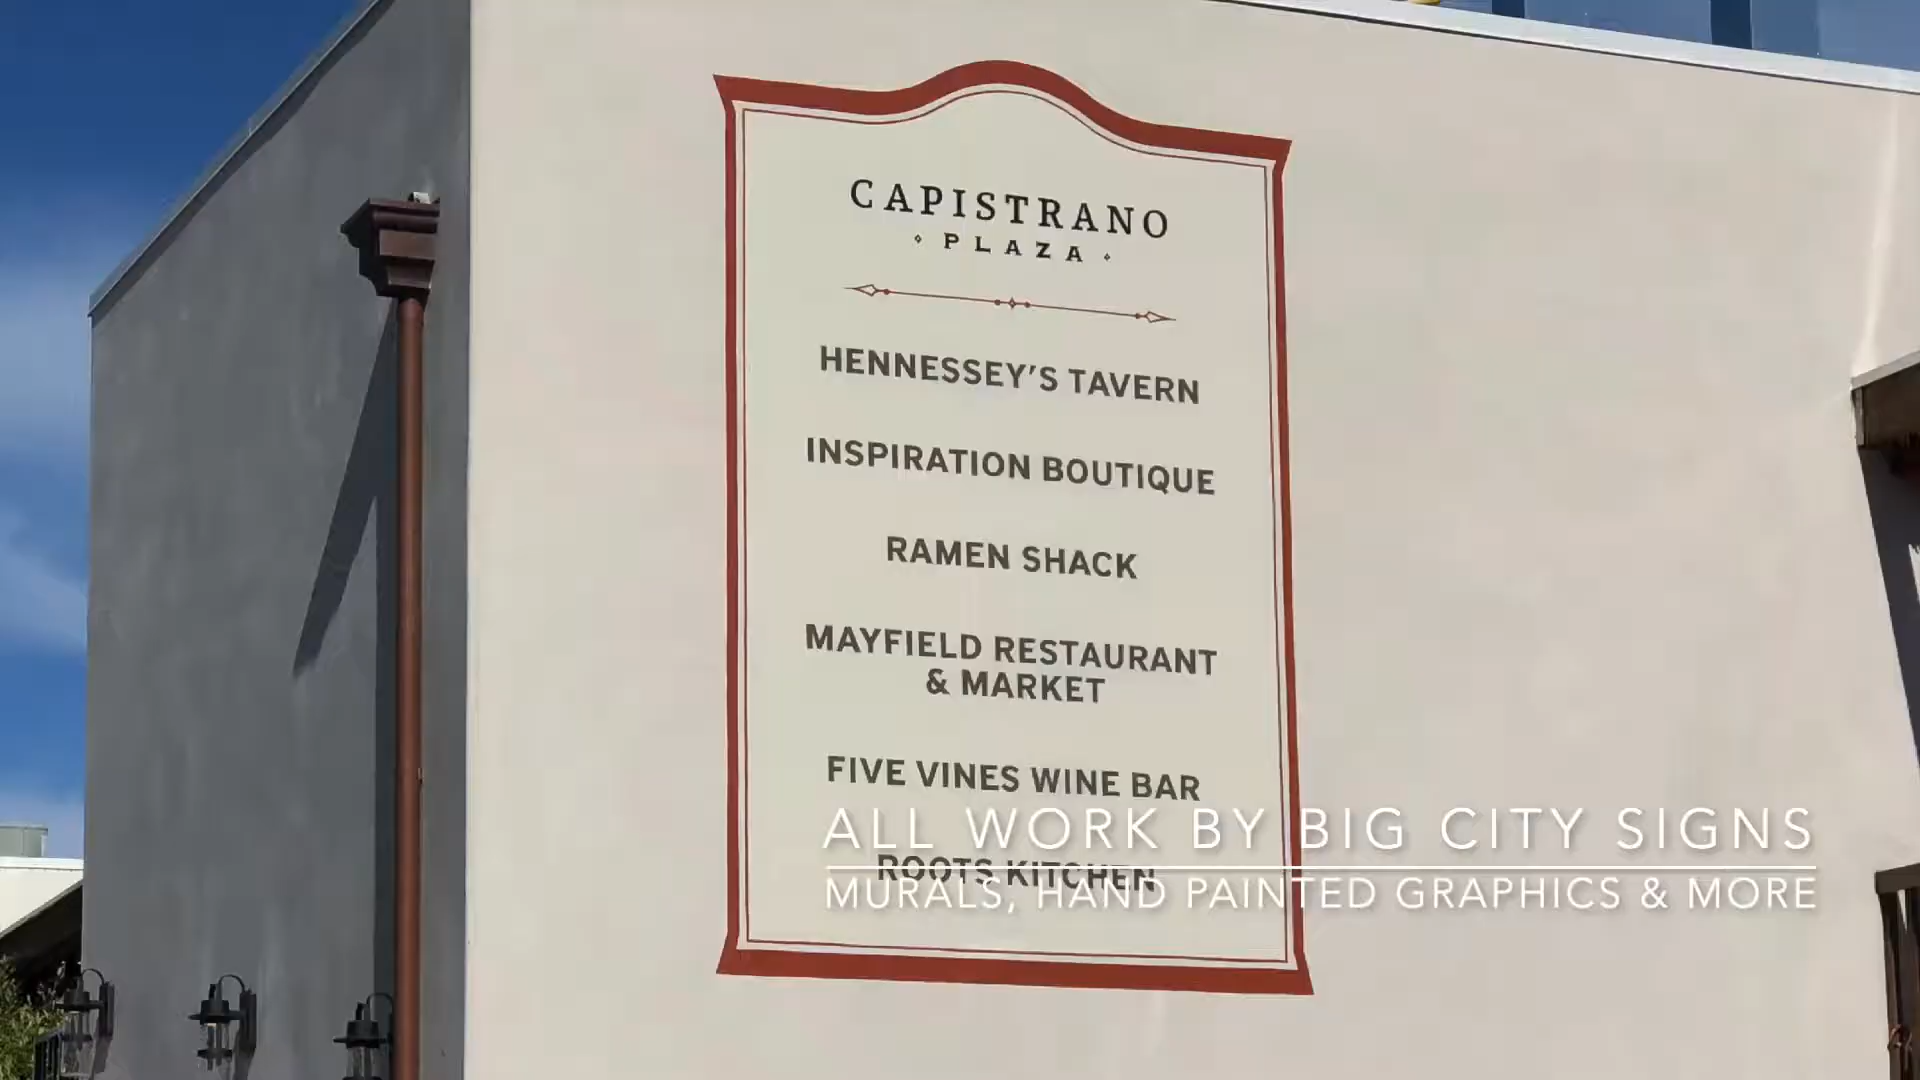 CAPISTRANO
PLAZA
HENNESSEY'S TAVERN
INSPIRATION BOUTIQUE
RAMEN SHACK
MAYFIELD RESTAURANT
& MARKET
FIVE VINES WINE BAR
ALL WORK BY BIG CITY SIGNS
ROOTS KITCHEN
MURALS, HAND PAINTED GRAPHICS & MORE